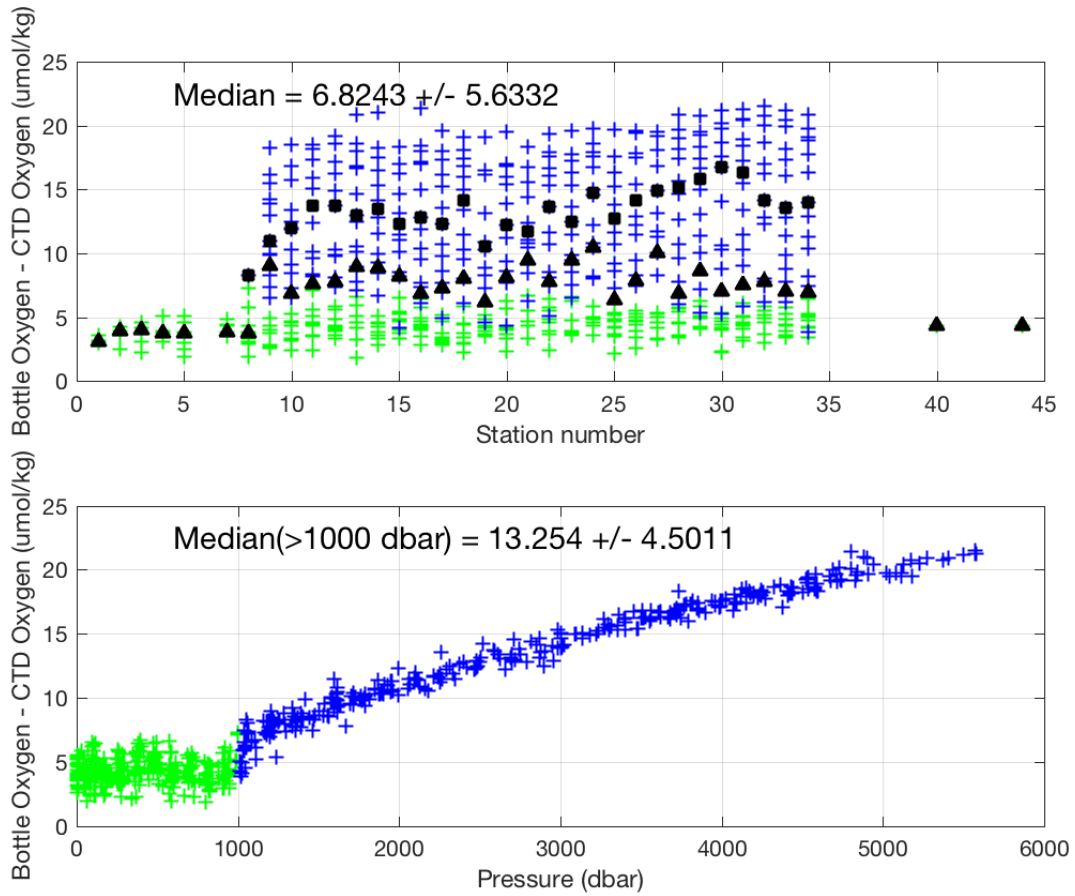 Bottle Oxygen - CTD Oxygen (umol/kg)
25
20
15
10
5
0
Median = 6.8243 +/- 5.6332
0 5 10 15 20 25 30 35 40 45
Station number
Bottle Oxygen - CTD Oxygen (umol/kg)
25
20
15
10
5
0
Median(>1000 dbar) = 13.254 +/- 4.5011
0 1000 2000 3000 4000 5000 6000
Pressure (dbar)